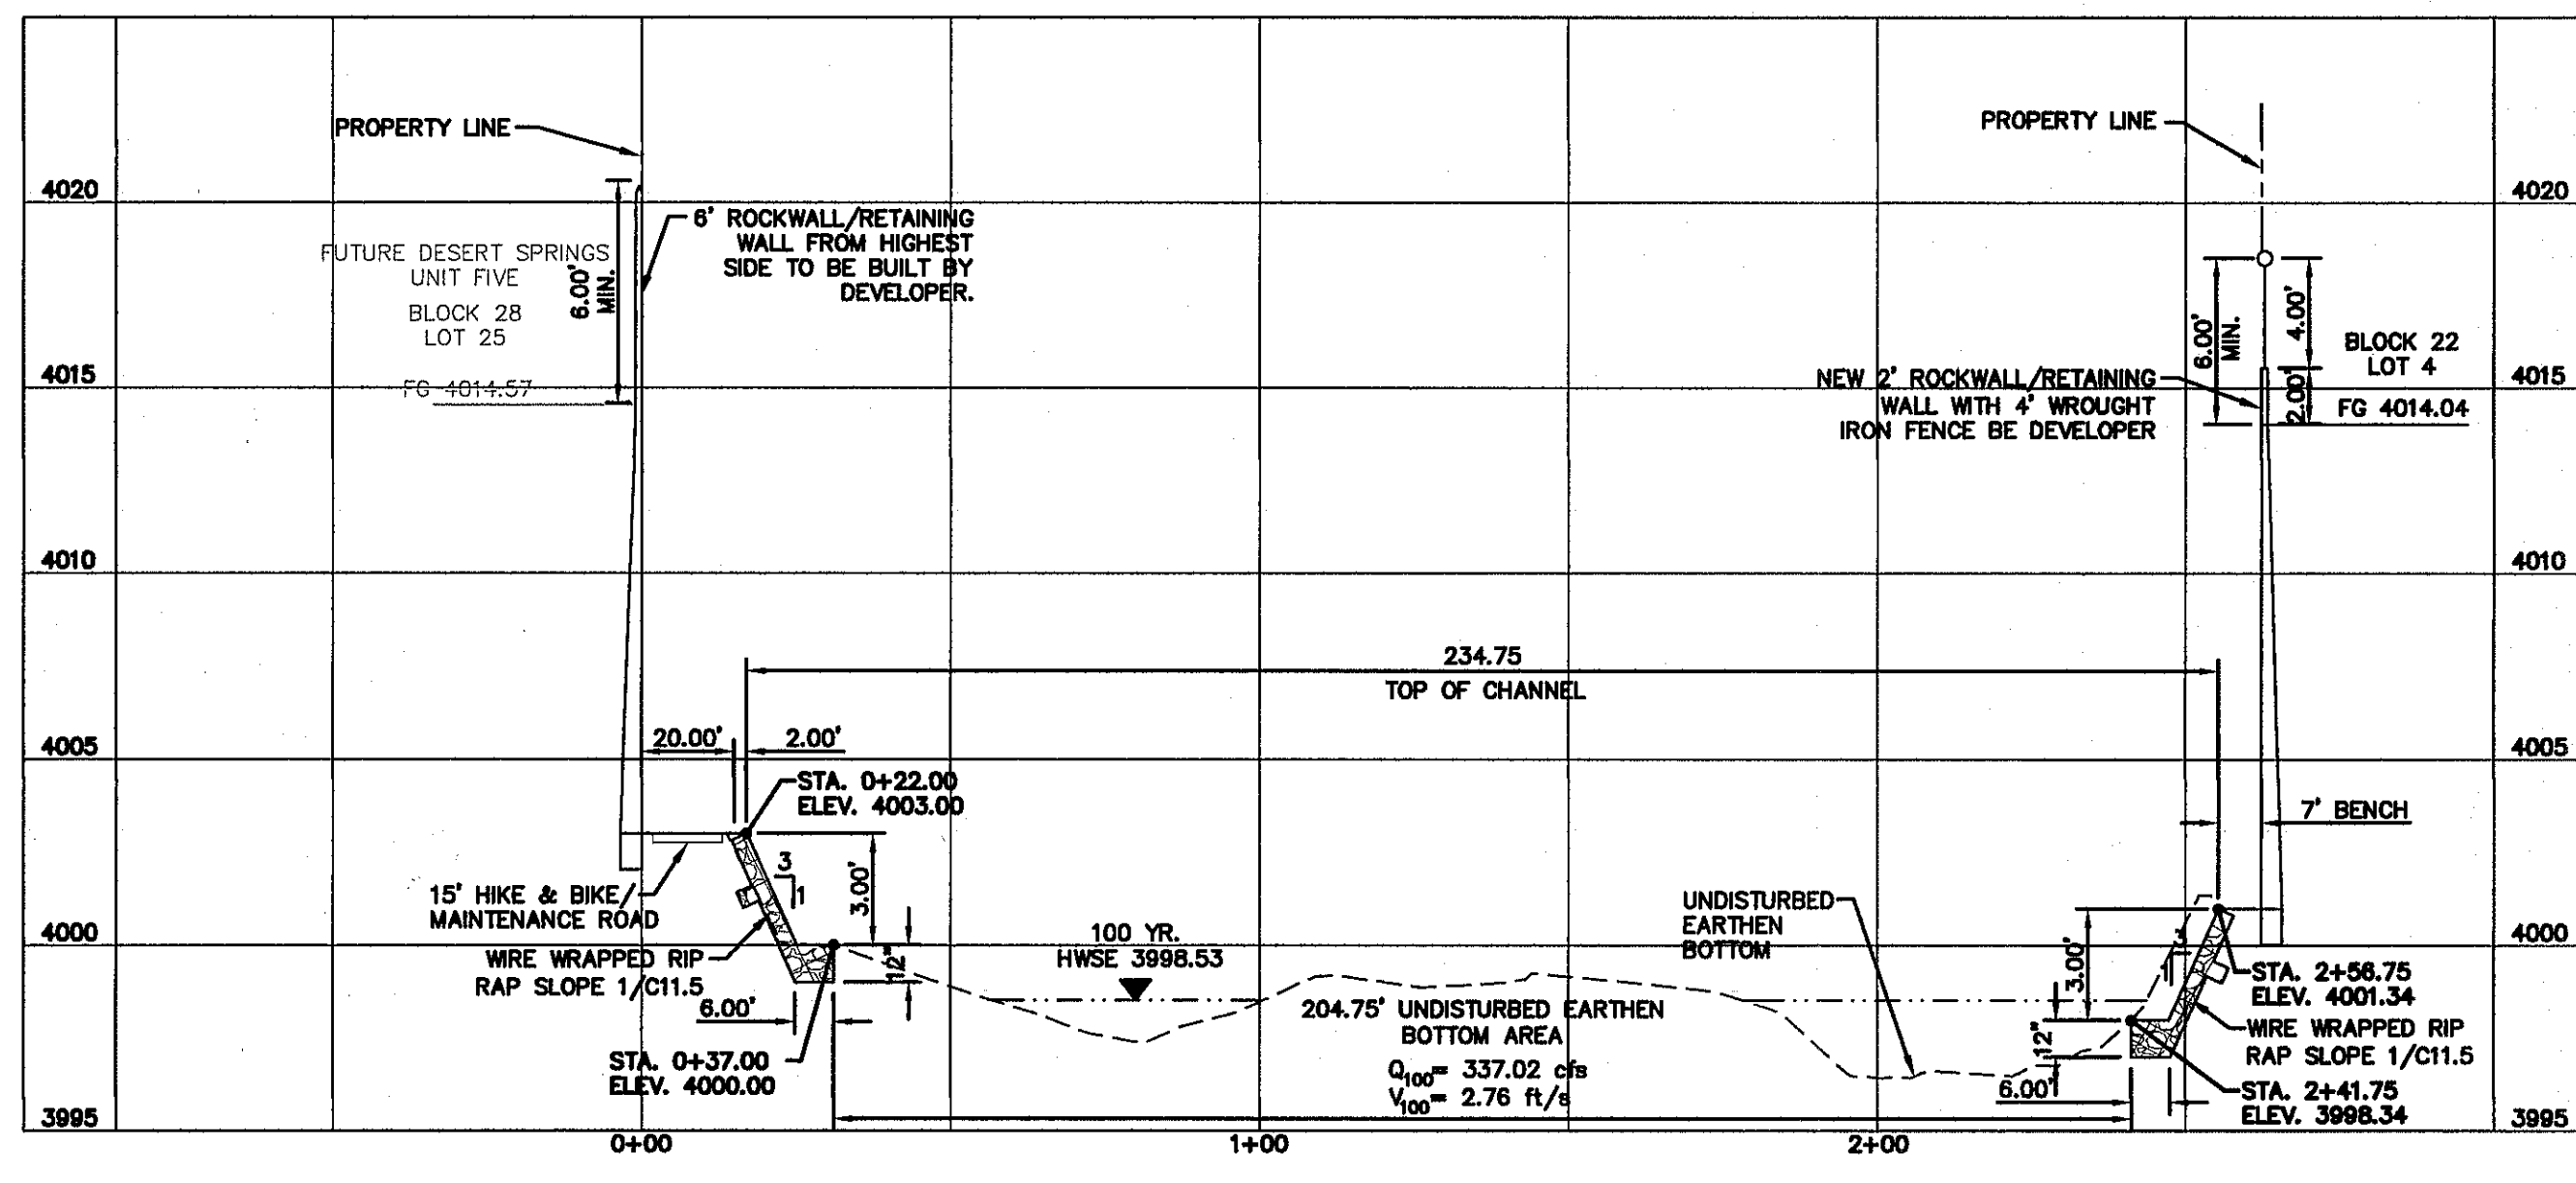 PROPERTY LINE
PROPERTY LINE
4020
4020
6' ROCKWALL/RETAINING
WALL FROM HIGHEST
SIDE TO BE BUILT BY
DEVELOPER.
FUTURE DESERT SPRINGS
UNIT FIVE
BLOCK 28
LOT 25
FG 4014.57
6.00'
MIN.
6.00'
MIN.
4.00'
2.00'
BLOCK 22
LOT 4
FG 4014.04
4015
4015
NEW 2' ROCKWALL/RETAINING
WALL WITH 4' WROUGHT
IRON FENCE BE DEVELOPER
4010
4010
234.75
TOP OF CHANNEL
4005
4005
20.00'
2.00'
STA. 0+22.00
ELEV. 4003.00
7' BENCH
3
1
3.00'
15' HIKE & BIKE/
MAINTENANCE ROAD
WIRE WRAPPED RIP
RAP SLOPE 1/C11.5
4000
4000
12"
6.00'
STA. 0+37.00
ELEV. 4000.00
100 YR.
HWSE 3998.53
204.75' UNDISTURBED EARTHEN
BOTTOM AREA
Q100= 337.02 cfs
V100= 2.76 ft/s
UNDISTURBED
EARTHEN
BOTTOM
3.00'
3
1
12"
6.00'
STA. 2+56.75
ELEV. 4001.34
WIRE WRAPPED RIP
RAP SLOPE 1/C11.5
STA. 2+41.75
ELEV. 3998.34
3995
3995
0+00
1+00
2+00